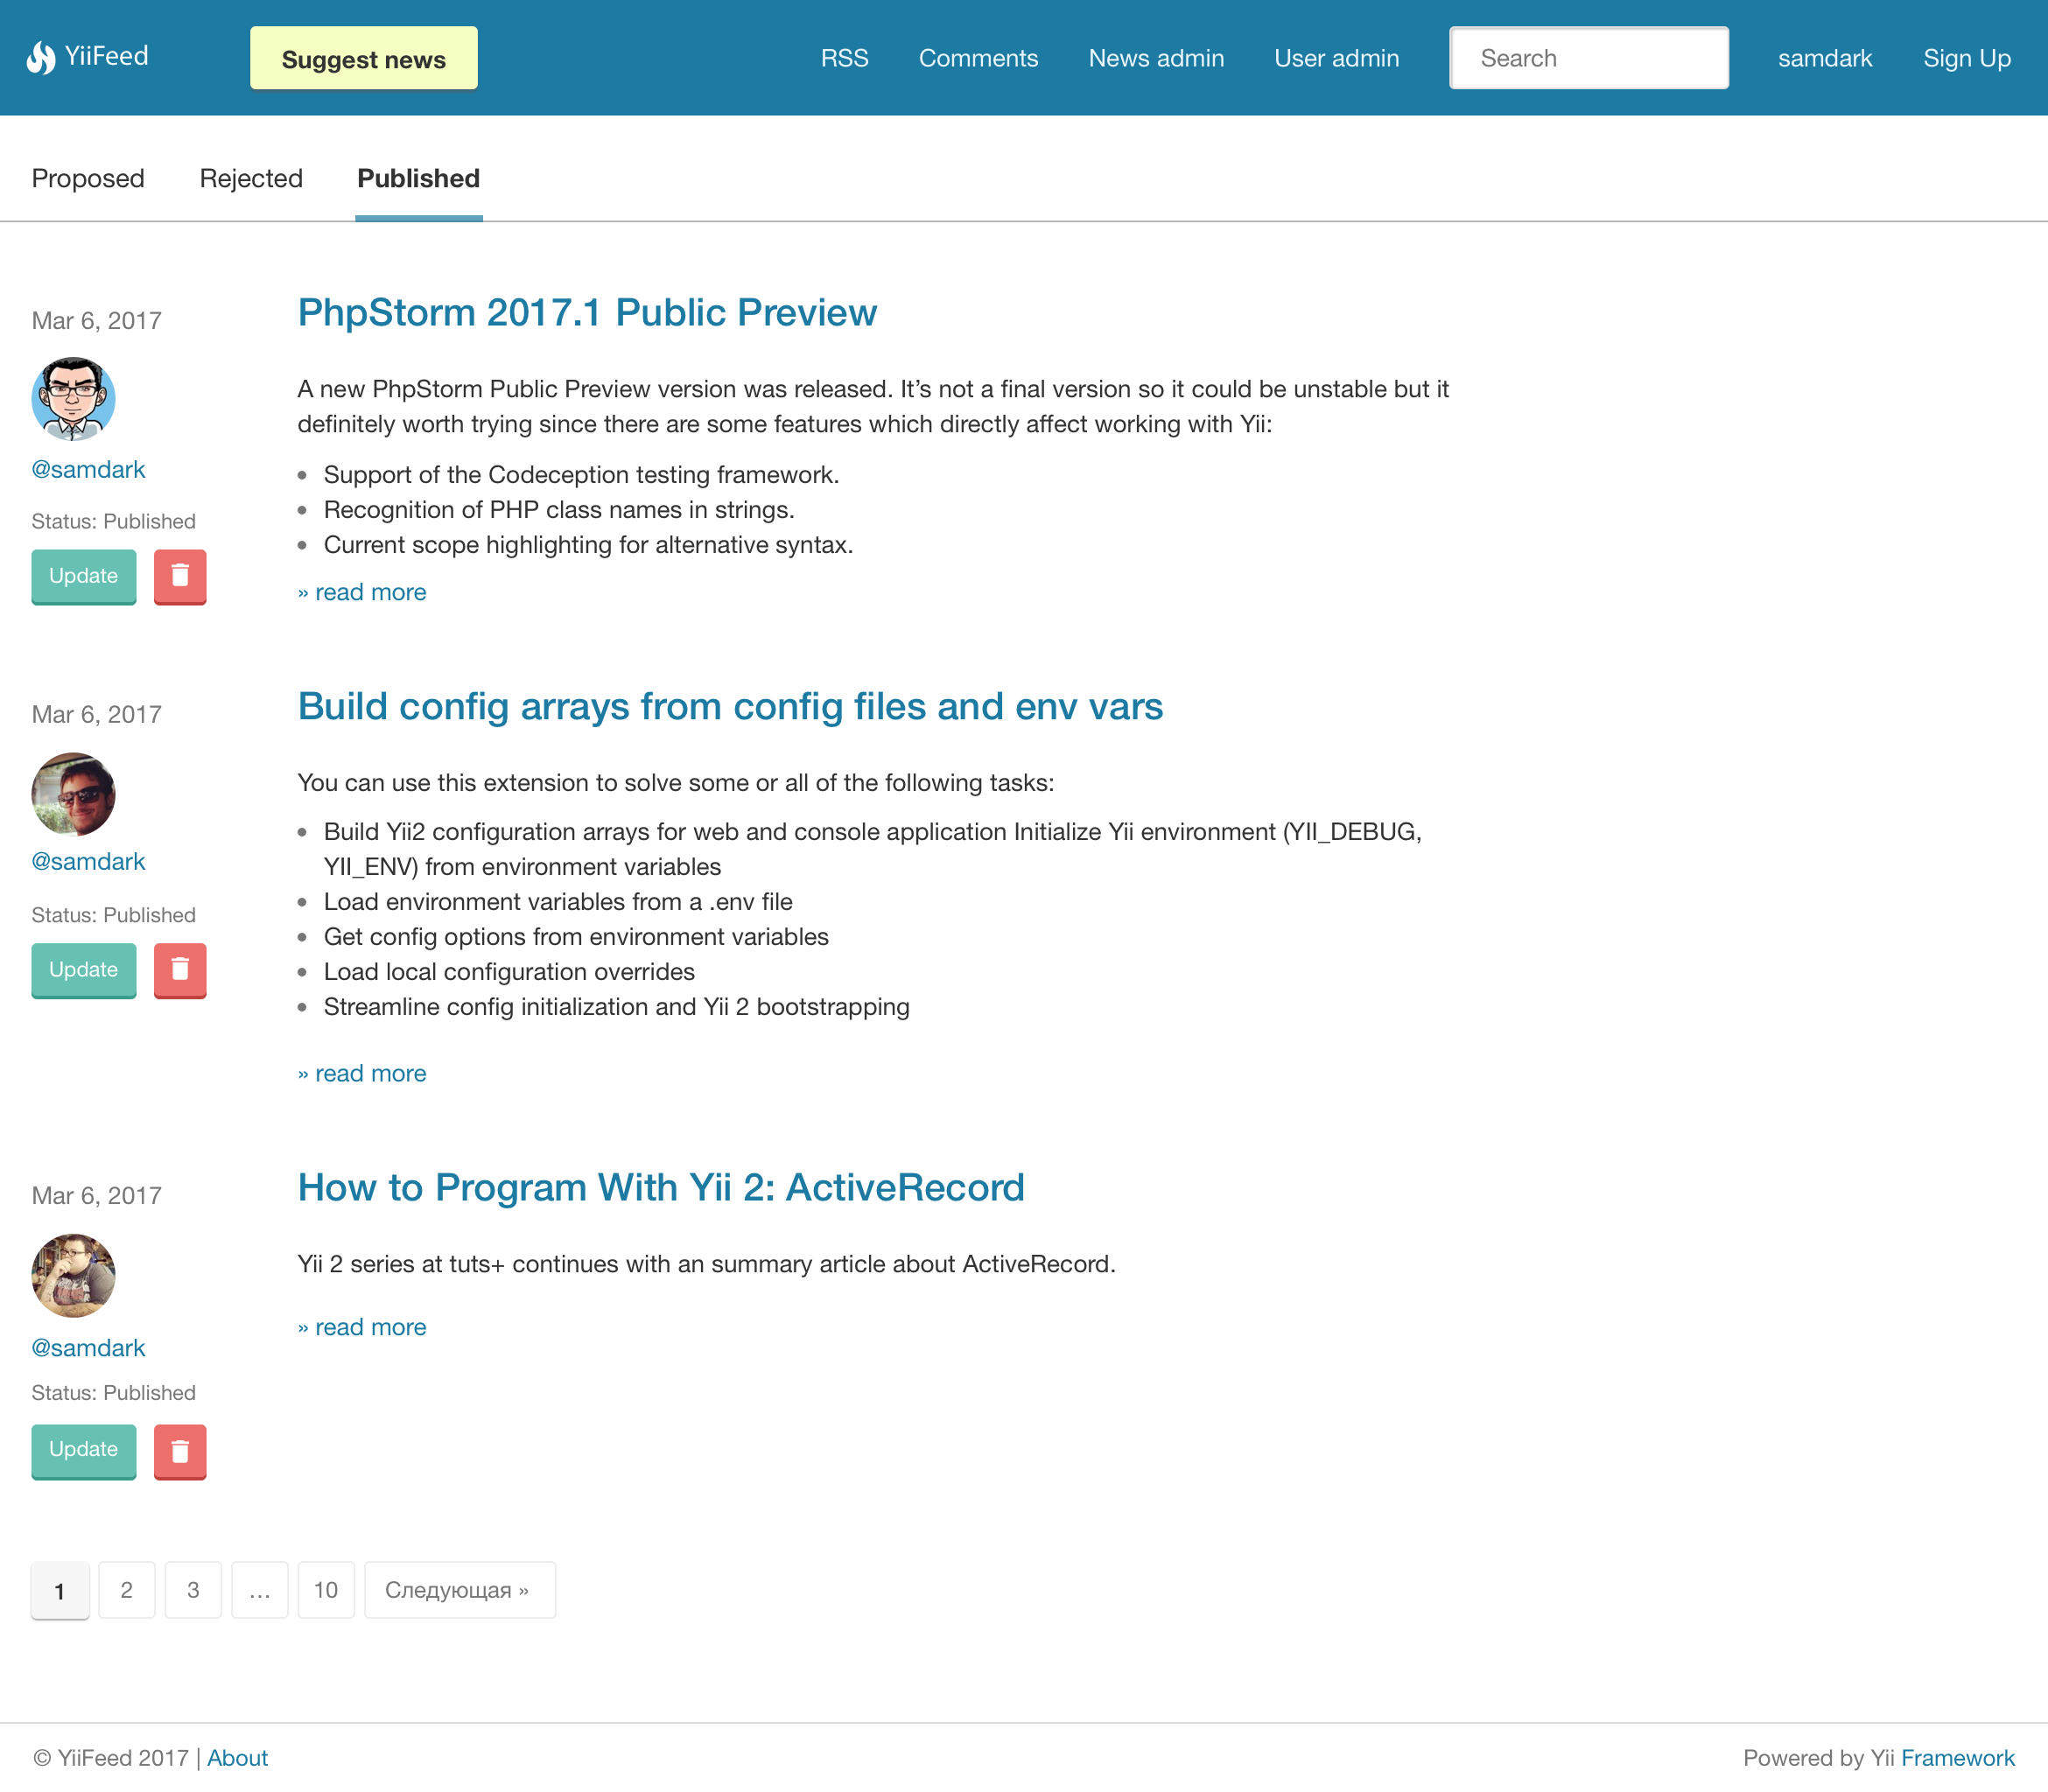 YiiFeed
Suggest news
RSS
Comments
News admin
User admin
Search
samdark
Sign Up
Proposed
Rejected
Published
Mar 6, 2017
@samdark
Status: Published
Update
PhpStorm 2017.1 Public Preview
A new PhpStorm Public Preview version was released. It’s not a final version so it could be unstable but it
definitely worth trying since there are some features which directly affect working with Yii:
• Support of the Codeception testing framework.
• Recognition of PHP class names in strings.
• Current scope highlighting for alternative syntax.
» read more
Mar 6, 2017
@samdark
Status: Published
Update
Build config arrays from config files and env vars
You can use this extension to solve some or all of the following tasks:
• Build Yii2 configuration arrays for web and console application Initialize Yii environment (YII_DEBUG,
YII_ENV) from environment variables
• Load environment variables from a .env file
• Get config options from environment variables
• Load local configuration overrides
• Streamline config initialization and Yii 2 bootstrapping
» read more
Mar 6, 2017
@samdark
Status: Published
Update
How to Program With Yii 2: ActiveRecord
Yii 2 series at tuts+ continues with an summary article about ActiveRecord.
» read more
1
2
3
...
10
Следующая »
© YiiFeed 2017 | About
Powered by Yii Framework